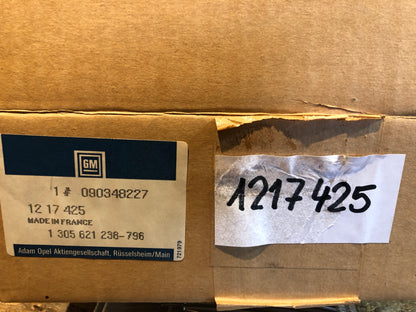 GM
1 # 090348227
12 17 425
MADE IN FRANCE
1 305 621 236-796
Adam Opel Aktiengesellschaft, Rüsselsheim/Main
721979
1217425